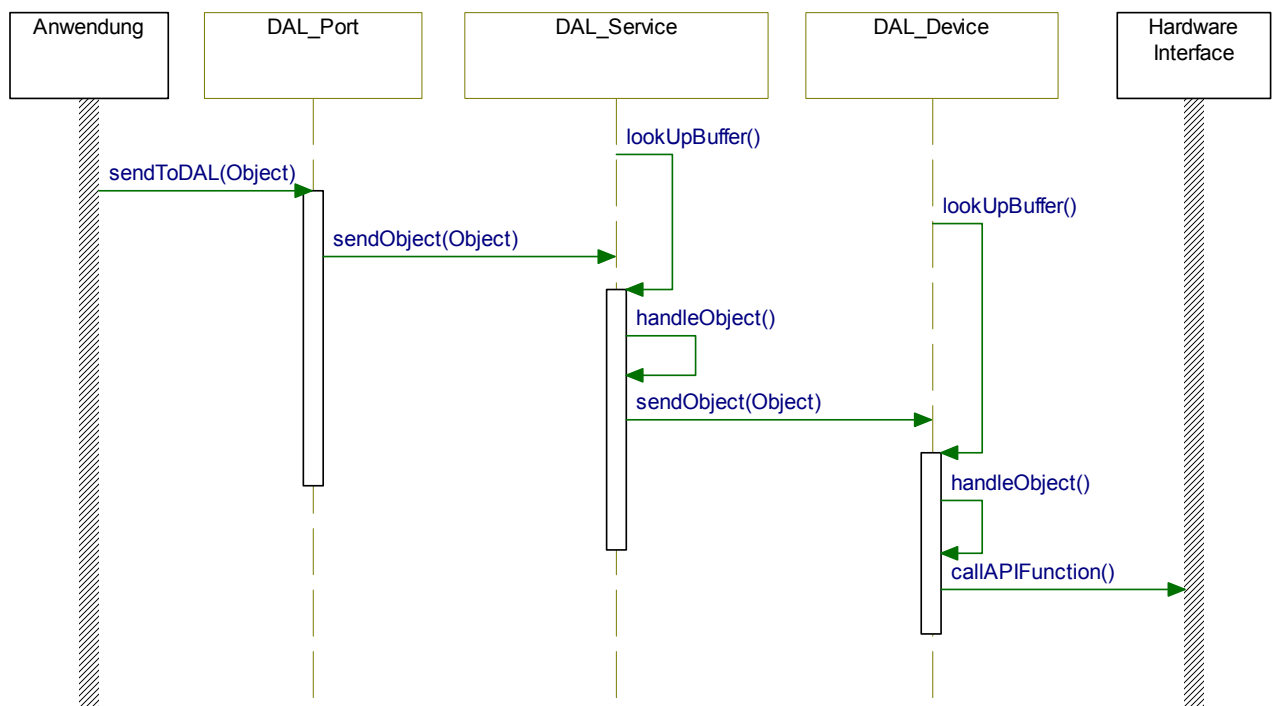 Anwendung
DAL_Port
DAL_Service
DAL_Device
Hardware
Interface
lookUpBuffer()
sendToDAL(Object)
lookUpBuffer()
sendObject(Object)
handleObject()
sendObject(Object)
handleObject()
callAPIFunction()